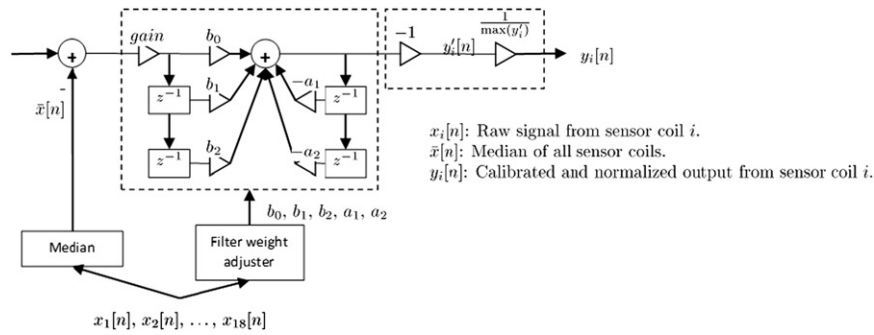 gain
b₀
−1
1
max(y′ᵢ)
+
+
y′ᵢ[n]
yᵢ[n]
-
x̄[n]
z⁻¹
b₁
−a₁
z⁻¹
z⁻¹
b₂
−a₂
z⁻¹
xᵢ[n]: Raw signal from sensor coil i.
x̄[n]: Median of all sensor coils.
yᵢ[n]: Calibrated and normalized output from sensor coil i.
b₀, b₁, b₂, a₁, a₂
Median
Filter weight
adjuster
x₁[n], x₂[n], …, x₁₈[n]